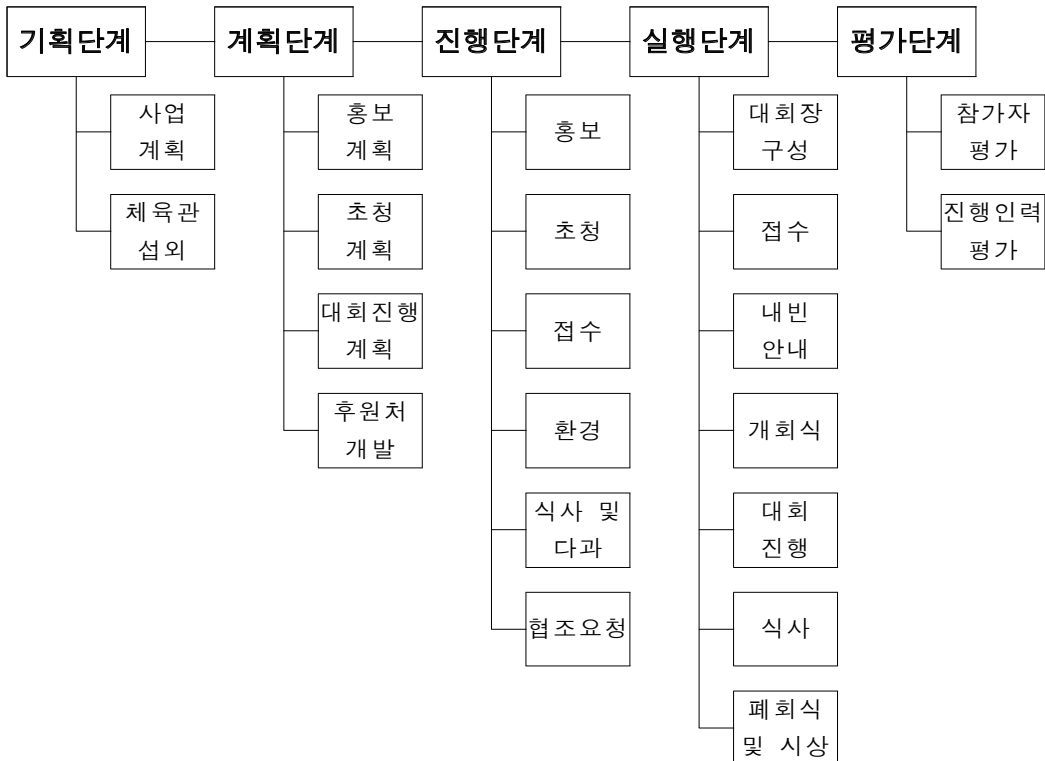 기획단계
계획단계
진행단계
실행단계
평가단계
사업
계획
체육관
섭외
홍보
계획
초청
계획
대회진행
계획
후원처
개발
홍보
초청
접수
환경
식사 및
다과
협조요청
대회장
구성
접수
내빈
안내
개회식
대회
진행
식사
폐회식
및 시상
참가자
평가
진행인력
평가